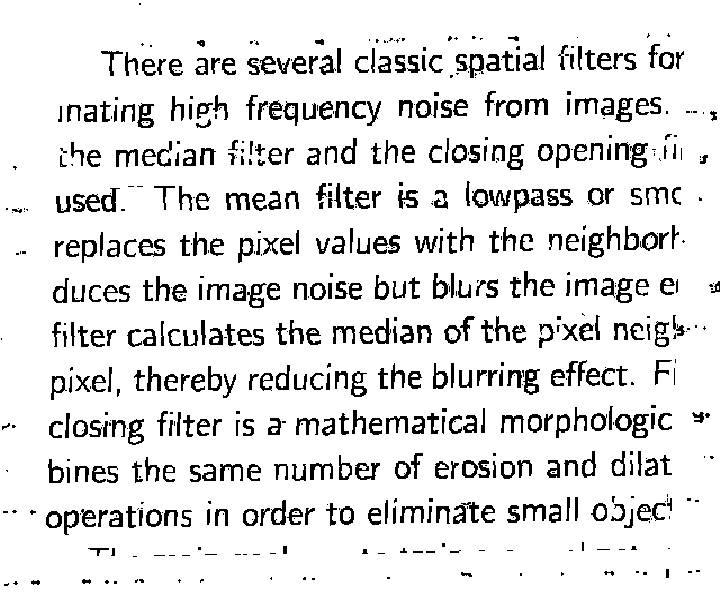 There are several classic spatial filters for
inating high frequency noise from images.
the median filter and the closing opening fi
used. The mean filter is a lowpass or smo
replaces the pixel values with the neighborh
duces the image noise but blurs the image e
filter calculates the median of the pixel neigh
pixel, thereby reducing the blurring effect. Fi
closing filter is a mathematical morphologic
bines the same number of erosion and dilat
operations in order to eliminate small object